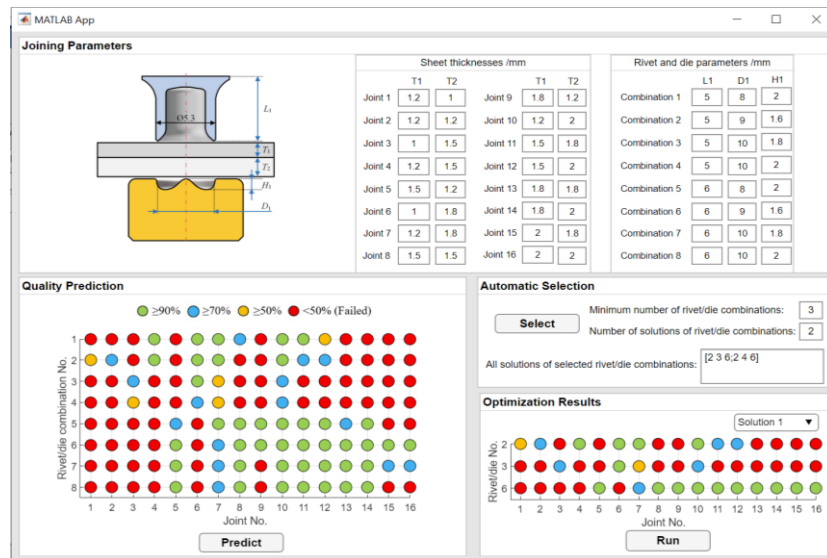 MATLAB App
Joining Parameters
Ø5.3
L₁
T₁
T₂
H₁
D₁
Sheet thicknesses /mm
T1 T2 T1 T2
Joint 1 1.2 1 Joint 9 1.8 1.2
Joint 2 1.2 1.2 Joint 10 1.2 2
Joint 3 1 1.5 Joint 11 1.5 1.8
Joint 4 1.2 1.5 Joint 12 1.5 2
Joint 5 1.5 1.2 Joint 13 1.8 1.8
Joint 6 1 1.8 Joint 14 1.8 2
Joint 7 1.2 1.8 Joint 15 2 1.8
Joint 8 1.5 1.5 Joint 16 2 2
Rivet and die parameters /mm
L1 D1 H1
Combination 1 5 8 2
Combination 2 5 9 1.6
Combination 3 5 10 1.8
Combination 4 5 10 2
Combination 5 6 8 2
Combination 6 6 9 1.6
Combination 7 6 10 1.8
Combination 8 6 10 2
Quality Prediction
≥90% ≥70% ≥50% <50% (Failed)
Rivet/die combination No.
1
2
3
4
5
6
7
8
1 2 3 4 5 6 7 8 9 10 11 12 13 14 15 16
Joint No.
Predict
Automatic Selection
Select
Minimum number of rivet/die combinations: 3
Number of solutions of rivet/die combinations: 2
All solutions of selected rivet/die combinations: [2 3 6;2 4 6]
Optimization Results
Solution 1
Rivet/die No.
2
3
6
1 2 3 4 5 6 7 8 9 10 11 12 13 14 15 16
Joint No.
Run